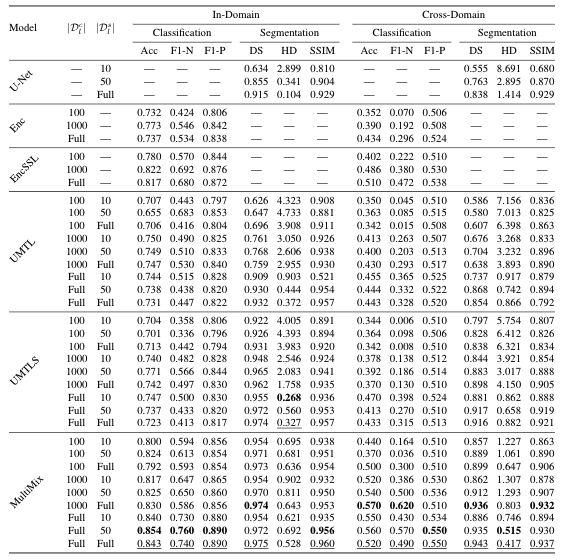 In-Domain Cross-Domain
Model |𝒟ₗᶜ| |𝒟ₗˢ| Classification Segmentation Classification Segmentation
Acc F1-N F1-P DS HD SSIM Acc F1-N F1-P DS HD SSIM
U-Net
— 10 — — — 0.634 2.899 0.810 — — — 0.555 8.691 0.680
— 50 — — — 0.855 0.341 0.904 — — — 0.763 2.895 0.870
— Full — — — 0.915 0.104 0.929 — — — 0.838 1.414 0.929
Enc
100 — 0.732 0.424 0.806 — — — 0.352 0.070 0.506 — — —
1000 — 0.773 0.546 0.842 — — — 0.390 0.192 0.508 — — —
Full — 0.737 0.534 0.838 — — — 0.434 0.296 0.524 — — —
EncSSL
100 — 0.780 0.570 0.844 — — — 0.402 0.222 0.510 — — —
1000 — 0.822 0.692 0.876 — — — 0.486 0.380 0.530 — — —
Full — 0.817 0.680 0.872 — — — 0.510 0.472 0.538 — — —
UMTL
100 10 0.707 0.443 0.797 0.626 4.323 0.908 0.350 0.045 0.510 0.586 7.156 0.836
100 50 0.655 0.683 0.853 0.647 4.733 0.881 0.363 0.085 0.515 0.580 7.013 0.825
100 Full 0.706 0.416 0.804 0.696 3.908 0.911 0.342 0.015 0.508 0.607 6.398 0.863
1000 10 0.750 0.490 0.825 0.761 3.050 0.926 0.413 0.263 0.507 0.676 3.268 0.833
1000 50 0.749 0.510 0.833 0.768 2.606 0.938 0.400 0.203 0.513 0.704 3.232 0.896
1000 Full 0.747 0.530 0.840 0.759 2.955 0.930 0.430 0.293 0.517 0.638 3.893 0.890
Full 10 0.744 0.515 0.828 0.909 0.903 0.521 0.455 0.365 0.525 0.737 0.917 0.879
Full 50 0.738 0.438 0.820 0.930 0.444 0.954 0.444 0.332 0.522 0.868 0.742 0.894
Full Full 0.731 0.447 0.822 0.932 0.372 0.957 0.443 0.328 0.520 0.854 0.866 0.792
UMTLS
100 10 0.704 0.358 0.806 0.922 4.005 0.891 0.344 0.006 0.510 0.797 5.754 0.807
100 50 0.701 0.336 0.796 0.926 4.393 0.894 0.364 0.098 0.506 0.828 6.412 0.826
100 Full 0.713 0.442 0.794 0.931 3.983 0.920 0.342 0.008 0.510 0.838 6.321 0.834
1000 10 0.740 0.482 0.828 0.948 2.546 0.924 0.378 0.138 0.512 0.844 3.921 0.854
1000 50 0.771 0.566 0.844 0.965 2.083 0.941 0.392 0.186 0.514 0.883 3.017 0.888
1000 Full 0.742 0.497 0.830 0.962 1.758 0.935 0.370 0.130 0.510 0.898 4.150 0.905
Full 10 0.747 0.500 0.830 0.955 0.268 0.936 0.470 0.398 0.524 0.881 0.862 0.888
Full 50 0.737 0.433 0.820 0.972 0.560 0.953 0.413 0.270 0.510 0.917 0.658 0.919
Full Full 0.723 0.413 0.817 0.974 0.327 0.956 0.433 0.315 0.513 0.916 0.882 0.921
MultiMix
100 10 0.800 0.594 0.856 0.954 0.695 0.938 0.440 0.164 0.510 0.857 1.227 0.863
100 50 0.824 0.613 0.854 0.971 0.681 0.951 0.370 0.036 0.510 0.889 1.061 0.890
100 Full 0.792 0.593 0.854 0.973 0.636 0.954 0.500 0.300 0.510 0.899 0.647 0.906
1000 10 0.817 0.647 0.865 0.954 0.902 0.932 0.520 0.386 0.530 0.862 1.307 0.878
1000 50 0.825 0.650 0.860 0.970 0.811 0.950 0.540 0.500 0.536 0.912 1.293 0.907
1000 Full 0.830 0.586 0.856 0.974 0.643 0.953 0.570 0.620 0.510 0.936 0.803 0.932
Full 10 0.840 0.730 0.880 0.954 0.621 0.935 0.550 0.430 0.534 0.886 0.746 0.894
Full 50 0.854 0.760 0.890 0.972 0.692 0.956 0.560 0.570 0.550 0.935 0.515 0.930
Full Full 0.843 0.740 0.890 0.975 0.528 0.960 0.520 0.490 0.550 0.943 0.417 0.937